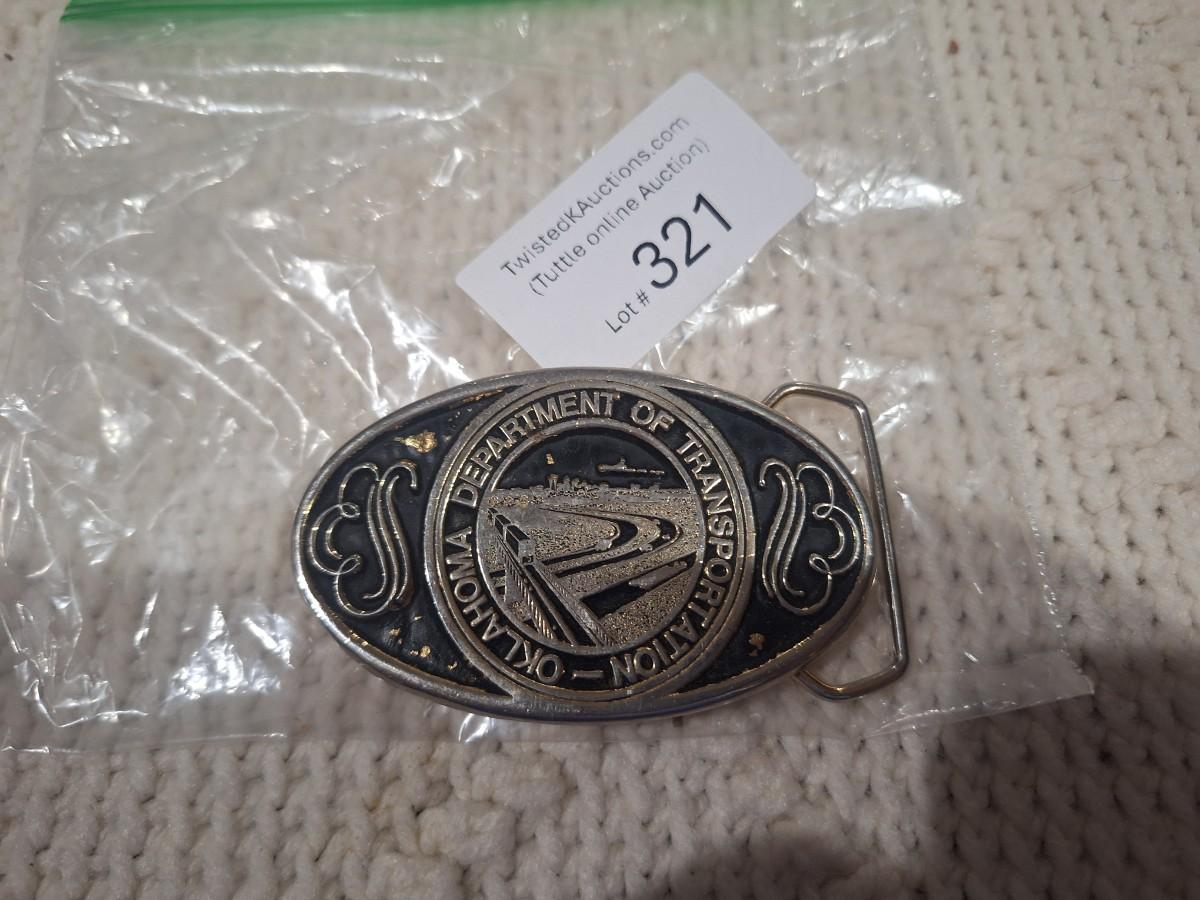 TwistedKAuctions.com
(Tuttle online Auction)
Lot # 321
OKLAHOMA DEPARTMENT OF TRANSPORTATION —